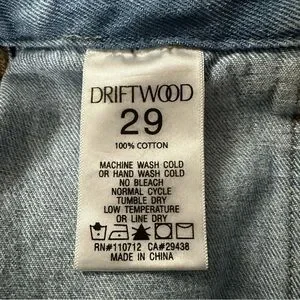 DRIFTWOOD
29
100% COTTON
MACHINE WASH COLD
OR HAND WASH COLD
NO BLEACH
NORMAL CYCLE
TUMBLE DRY
LOW TEMPERATURE
OR LINE DRY
RN#110712 CA#29438
MADE IN CHINA